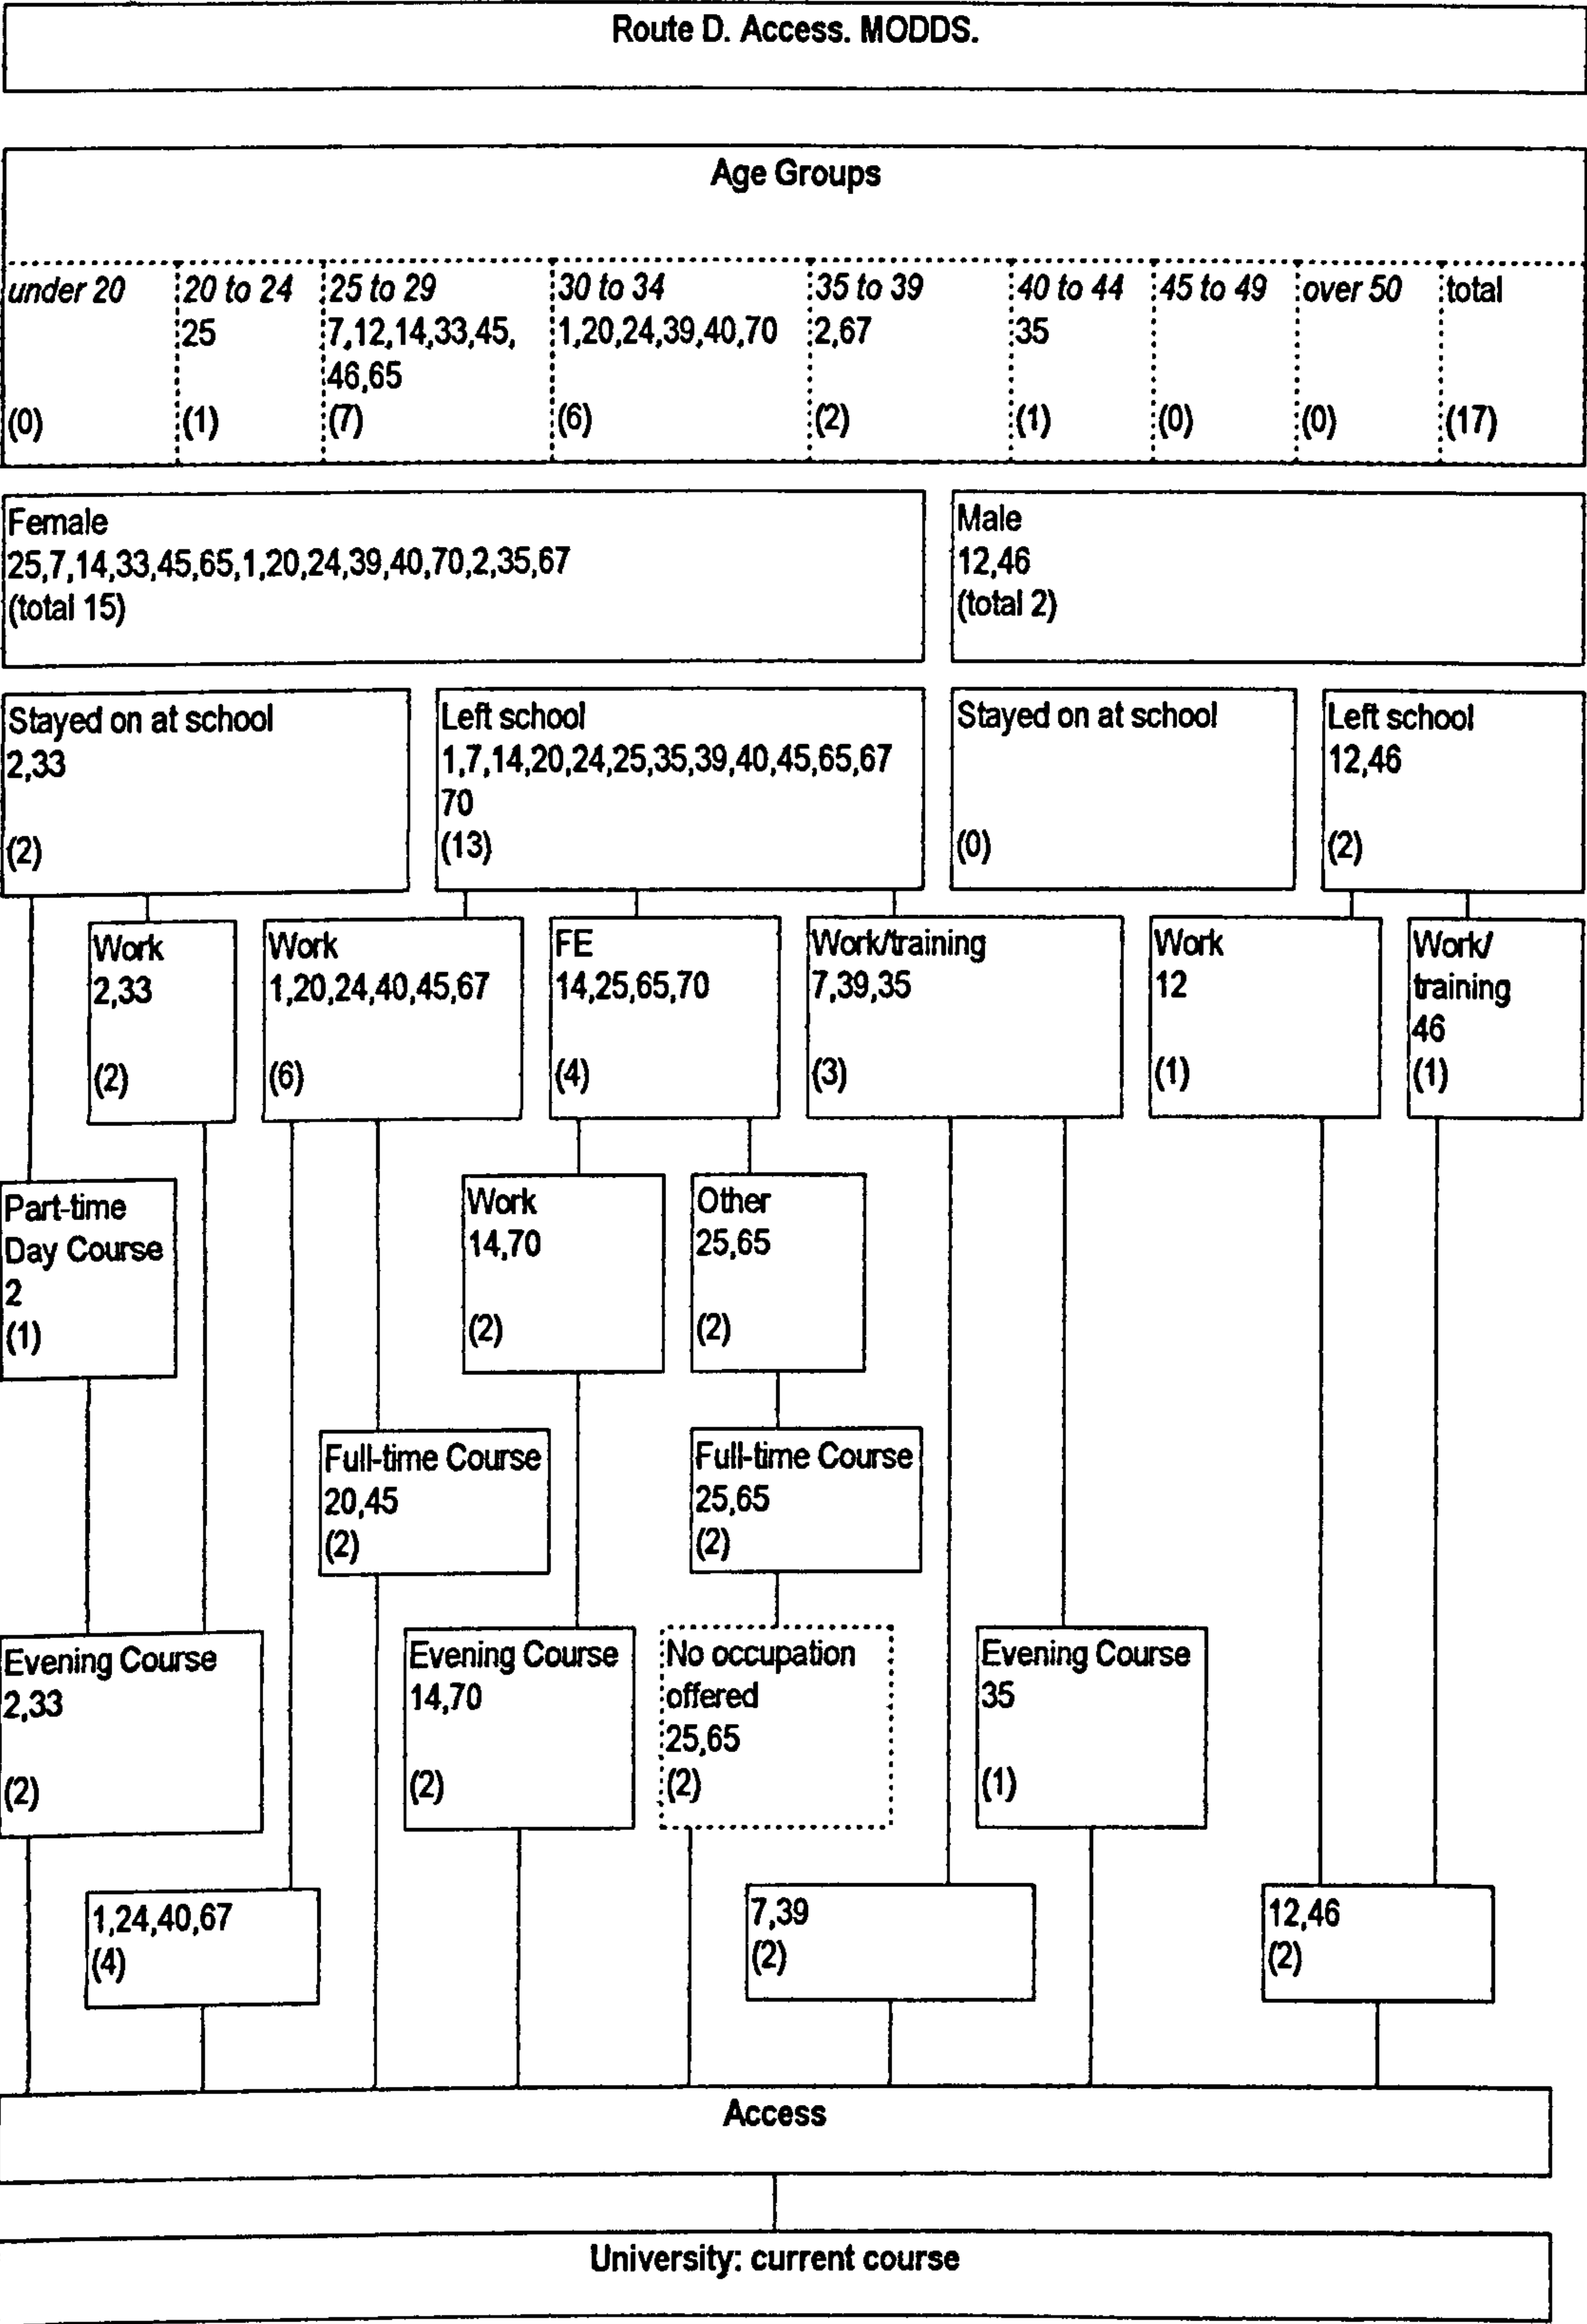 Route D. Access. MODDS.
Age Groups
under 20
(0)
20 to 24
25
(1)
25 to 29
7,12,14,33,45,
46,65
(7)
30 to 34
1,20,24,39,40,70
(6)
35 to 39
2,67
(2)
40 to 44
35
(1)
45 to 49
(0)
over 50
(0)
total
(17)
Female
25,7,14,33,45,65,1,20,24,39,40,70,2,35,67
(total 15)
Male
12,46
(total 2)
Stayed on at school
2,33
(2)
Left school
1,7,14,20,24,25,35,39,40,45,65,67
70
(13)
Stayed on at school
(0)
Left school
12,46
(2)
Work
2,33
(2)
Work
1,20,24,40,45,67
(6)
FE
14,25,65,70
(4)
Work/training
7,39,35
(3)
Work
12
(1)
Work/
training
46
(1)
Part-time
Day Course
2
(1)
Work
14,70
(2)
Other
25,65
(2)
Full-time Course
20,45
(2)
Full-time Course
25,65
(2)
Evening Course
2,33
(2)
Evening Course
14,70
(2)
No occupation
offered
25,65
(2)
Evening Course
35
(1)
1,24,40,67
(4)
7,39
(2)
12,46
(2)
Access
University: current course